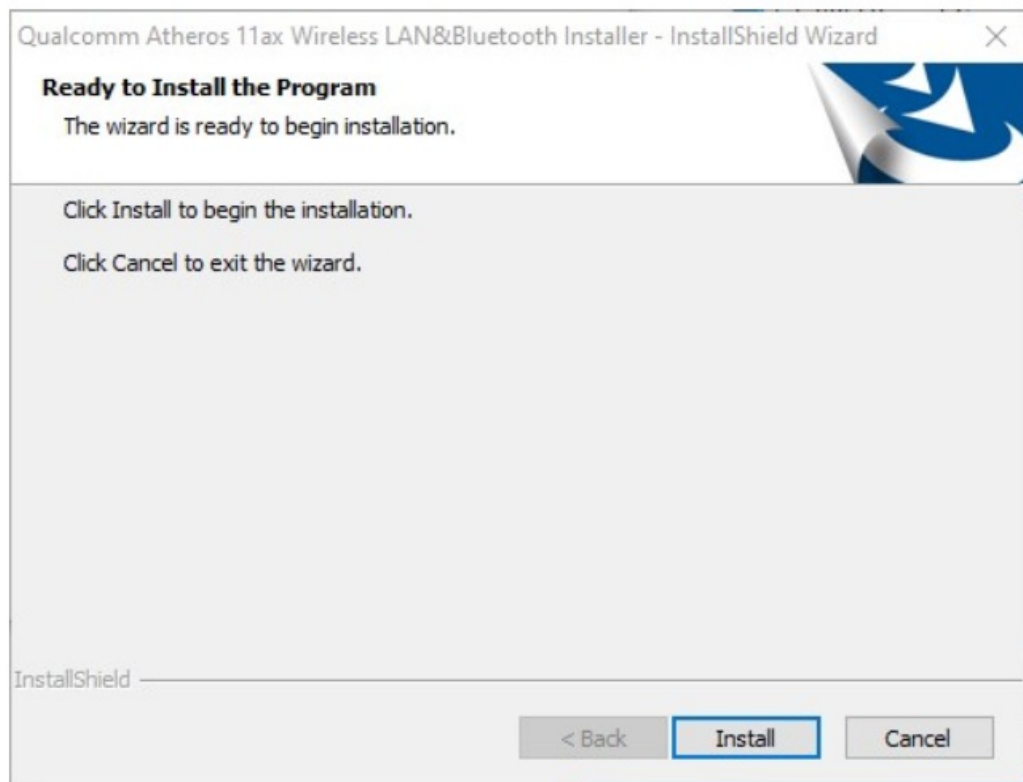 Qualcomm Atheros 11ax Wireless LAN&Bluetooth Installer - InstallShield Wizard
Ready to Install the Program
The wizard is ready to begin installation.
Click Install to begin the installation.
Click Cancel to exit the wizard.
InstallShield
< Back Install Cancel